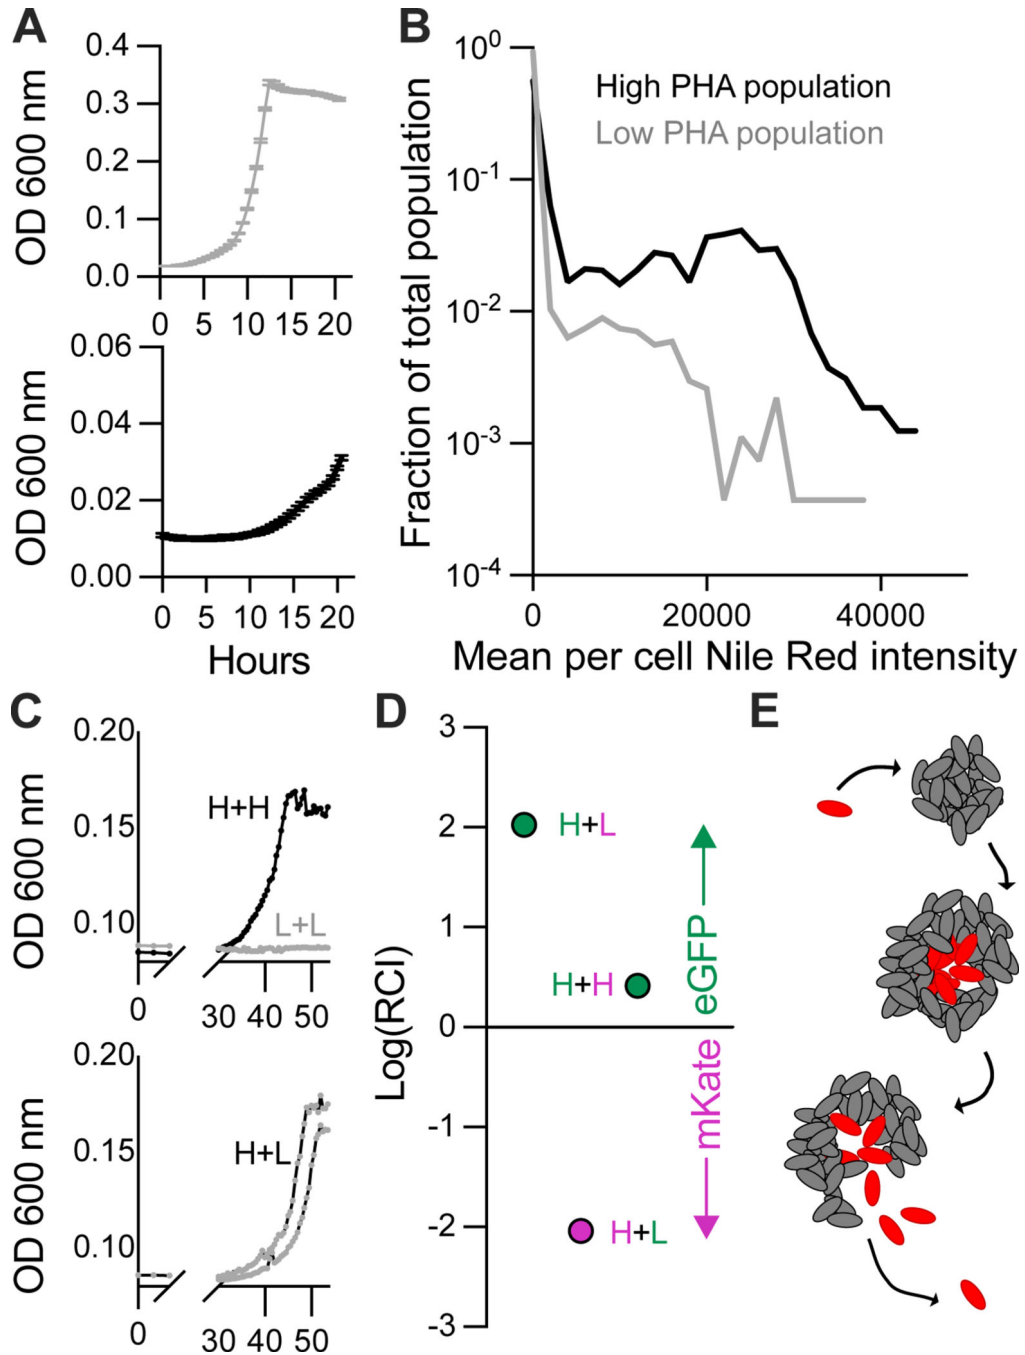 A
OD 600 nm
0.4
0.3
0.2
0.1
0.0
0 5 10 15 20
OD 600 nm
0.06
0.04
0.02
0.00
0 5 10 15 20
Hours
B
Fraction of total population
10⁰
10⁻¹
10⁻²
10⁻³
10⁻⁴
High PHA population
Low PHA population
0 20000 40000
Mean per cell Nile Red intensity
C
OD 600 nm
0.20
0.15
0.10
H+H
L+L
0 30 40 50
OD 600 nm
0.20
0.15
0.10
H+L
0 30 40 50
D
Log(RCI)
3
2
1
0
-1
-2
-3
H+L
H+H
H+L
eGFP
mKate
E